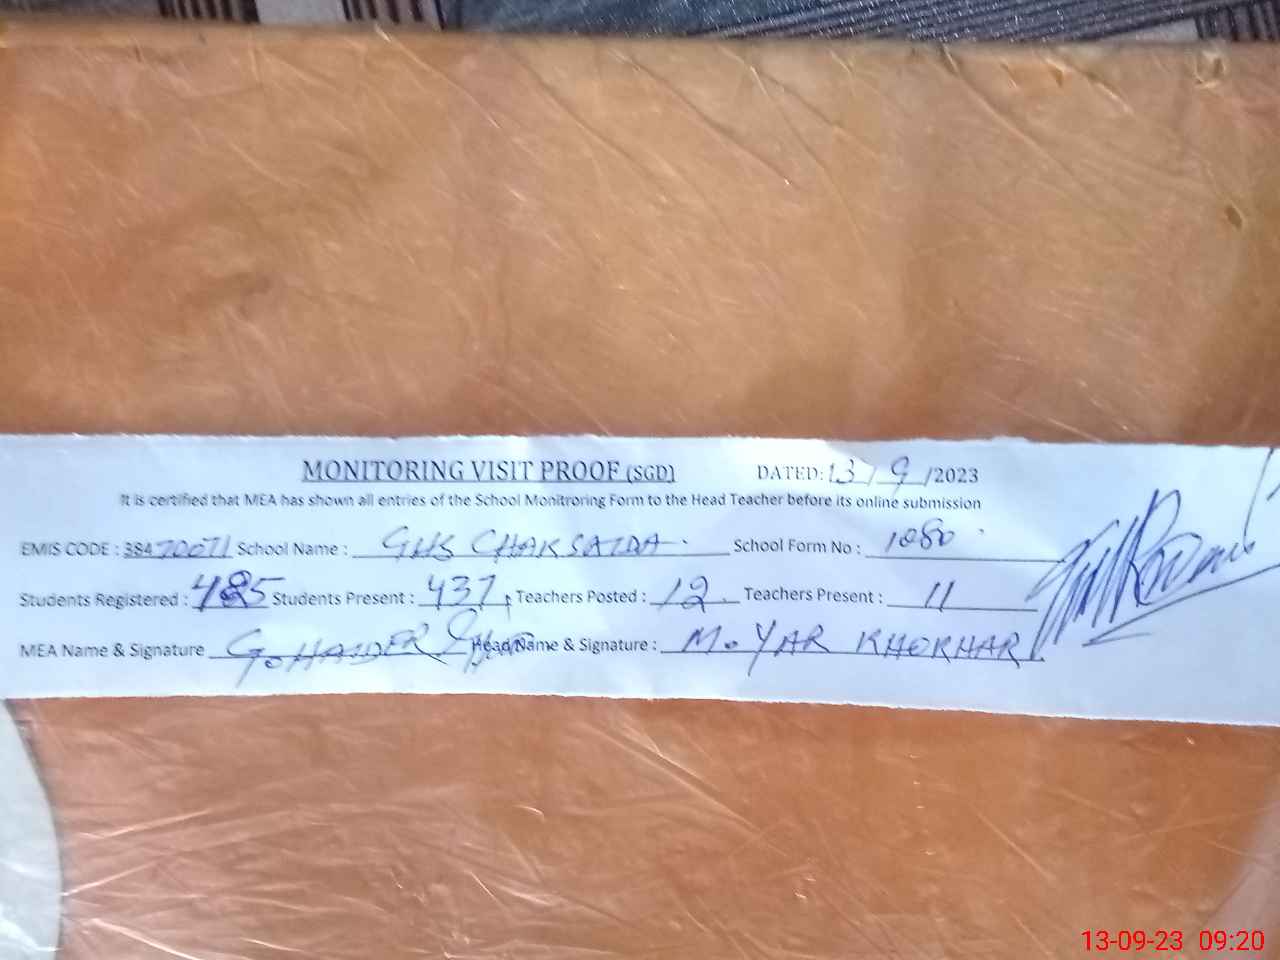 MONITORING VISIT PROOF (SGD) DATED: 13/9/2023
It is certified that MEA has shown all entries of the School Monitroring Form to the Head Teacher before its online submission
EMIS CODE : 38470071 School Name : GHS CHAK SAIDA. School Form No : 1080
Students Registered : 485 Students Present : 437 Teachers Posted : 12 Teachers Present : 11
MEA Name & Signature G. HAIDER Head Name & Signature : M. YAR KHOKHAR
13-09-23 09:20